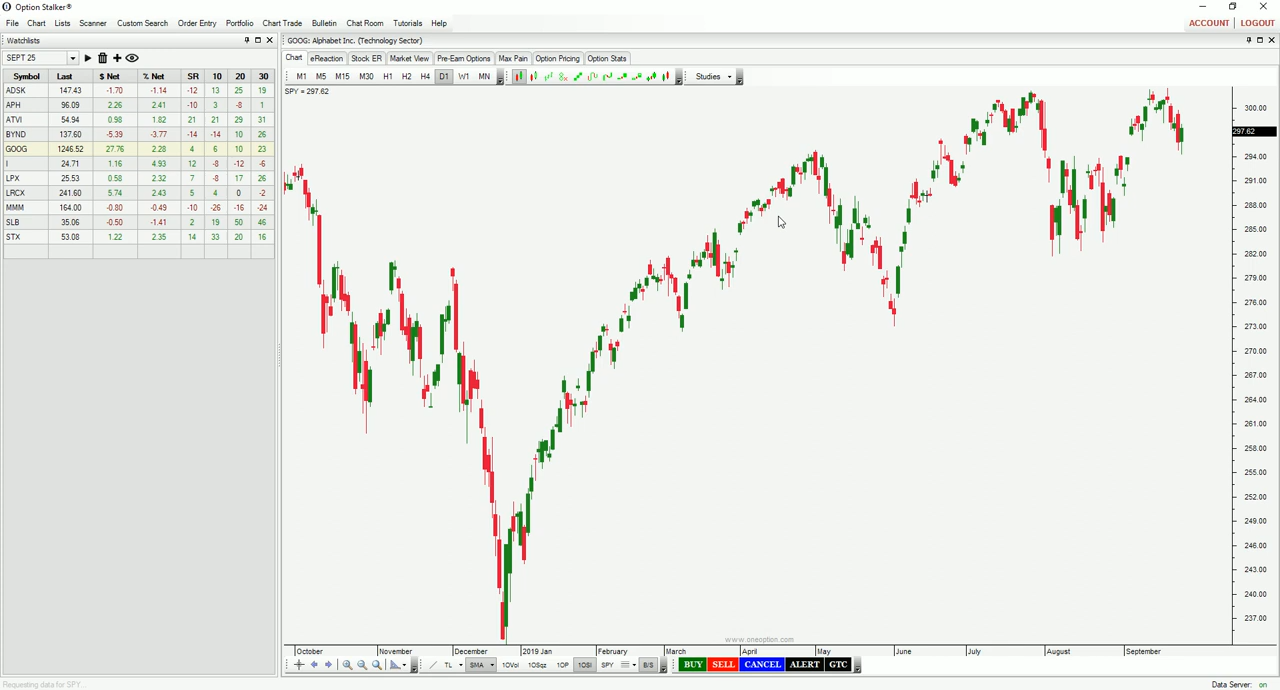 Option Stalker®
File Chart Lists Scanner Custom Search Order Entry Portfolio Chart Trade Bulletin Chat Room Tutorials Help
ACCOUNT | LOGOUT
Watchlists
GOOG: Alphabet Inc. (Technology Sector)
SEPT 25
Chart eReaction Stock ER Market View Pre-Earn Options Max Pain Option Pricing Option Stats
M1 M5 M15 M30 H1 H2 H4 D1 W1 MN Studies
SPY = 297.62
Symbol Last $ Net % Net SR 10 20 30
ADSK 147.43 -1.70 -1.14 -12 13 25 19
APH 96.09 2.26 2.41 -10 3 -8 1
ATVI 54.94 0.98 1.82 21 21 29 31
BYND 137.60 -5.39 -3.77 -14 -14 10 26
GOOG 1246.52 27.76 2.28 4 6 10 23
I 24.71 1.16 4.93 12 -8 -12 -6
LPX 25.53 0.58 2.32 7 -8 17 26
LRCX 241.60 5.74 2.43 5 4 0 -2
MMM 164.00 -0.80 -0.49 -10 -26 -16 -24
SLB 35.06 -0.50 -1.41 2 19 50 46
STX 53.08 1.22 2.35 14 33 20 16
300.00
297.62
294.00
291.00
288.00
285.00
282.00
279.00
276.00
273.00
270.00
267.00
264.00
261.00
258.00
255.00
252.00
249.00
246.00
243.00
240.00
237.00
www.oneoption.com
October November December 2019 Jan February March April May June July August September
TL SMA 1OVol 1OSqz 1OP 1OSI SPY B/S BUY SELL CANCEL ALERT GTC
Requesting data for SPY...
Data Server: on